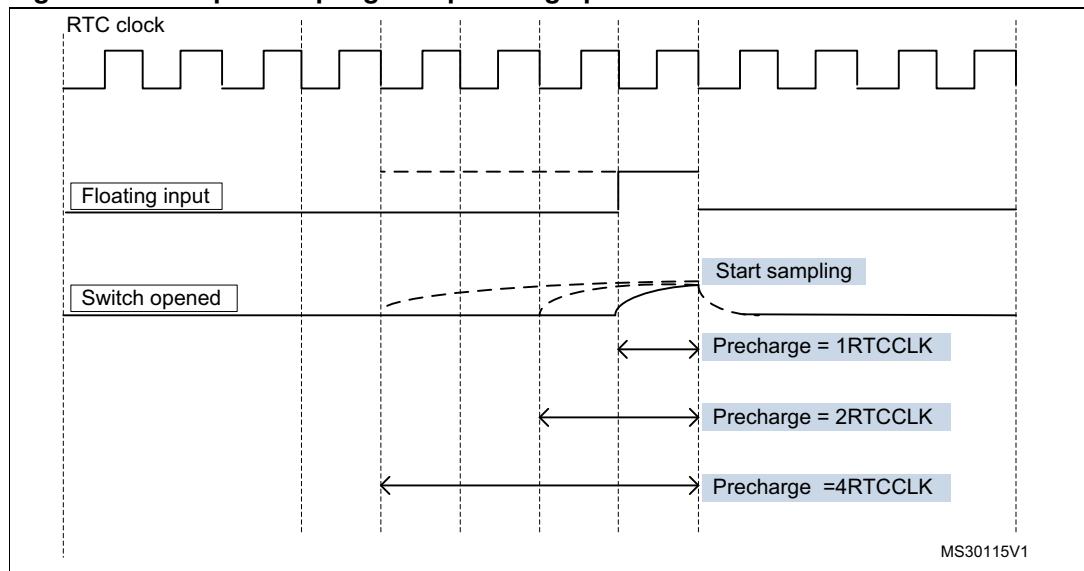 RTC clock
Floating input
Start sampling
Switch opened
Precharge = 1RTCCLK
Precharge = 2RTCCLK
Precharge =4RTCCLK
MS30115V1